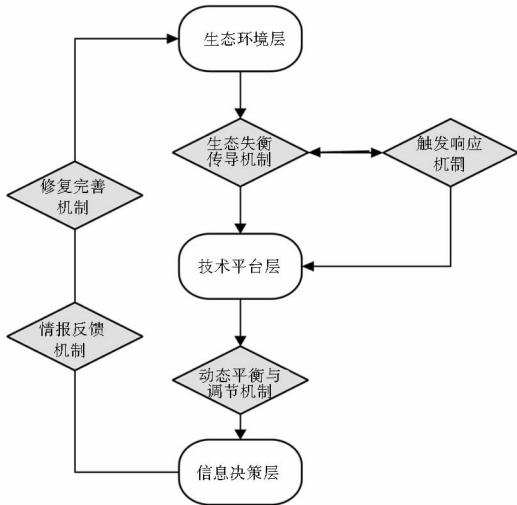 生态环境层
生态失衡
传导机制
触发响应
机制
修复完善
机制
技术平台层
情报反馈
机制
动态平衡与
调节机制
信息决策层